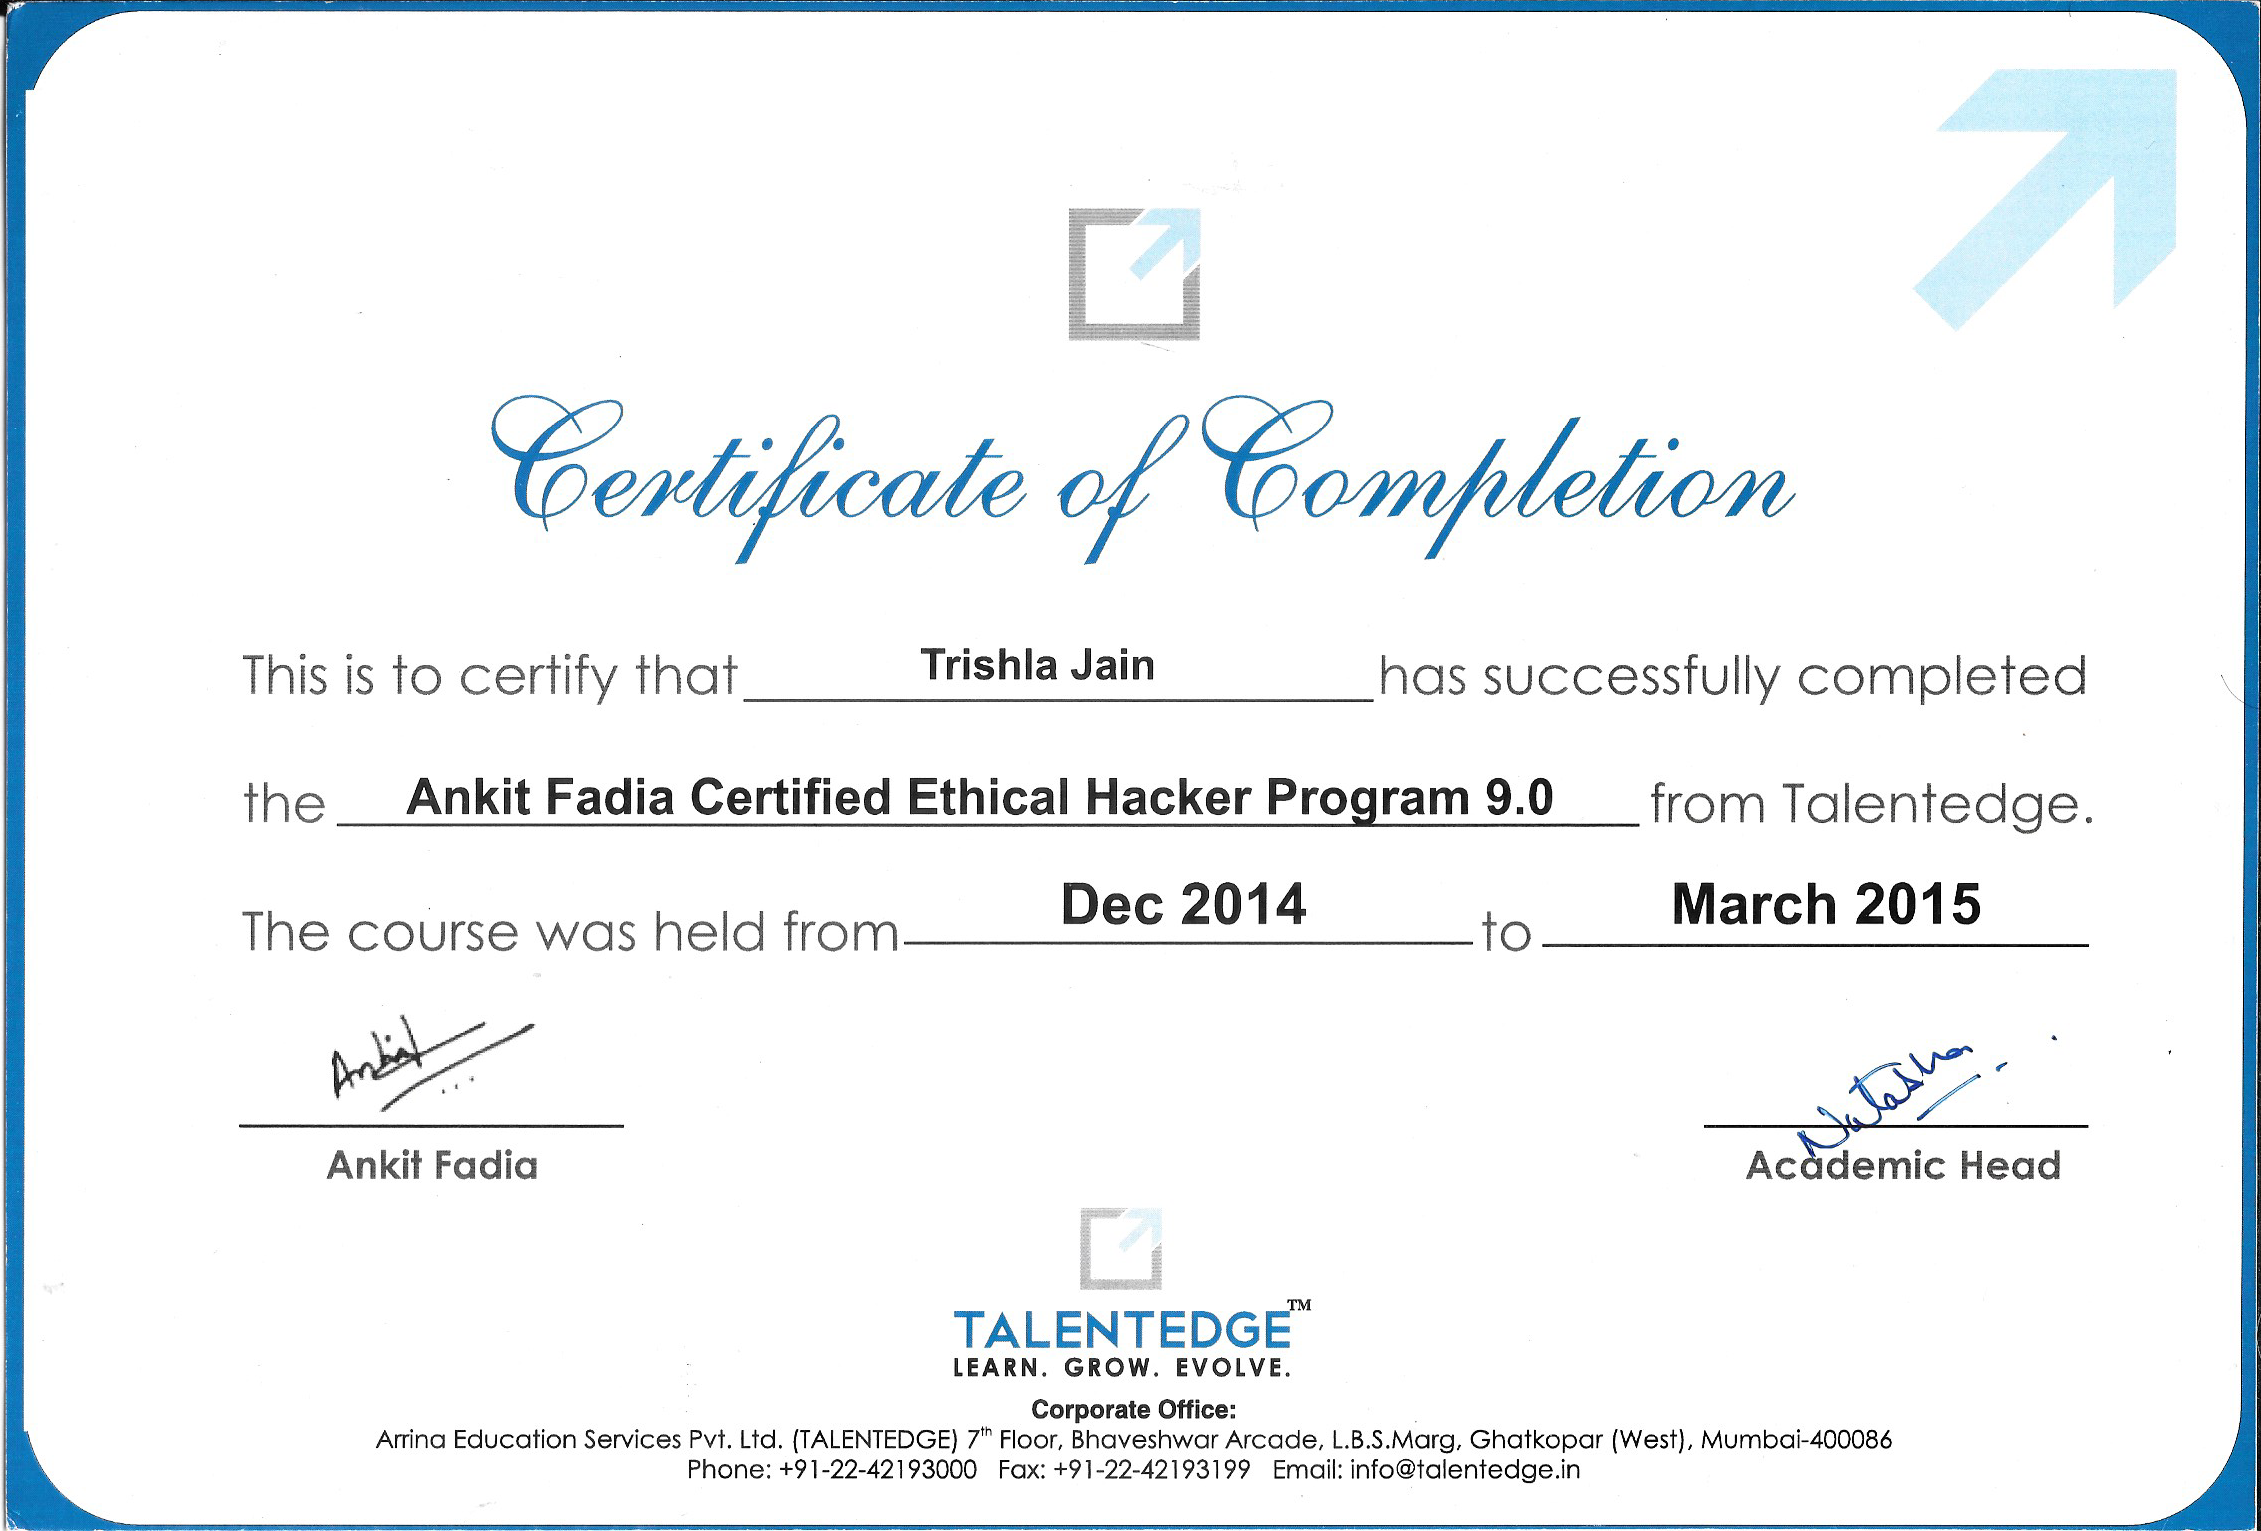 Certificate of Completion
This is to certify that Trishla Jain has successfully completed
the Ankit Fadia Certified Ethical Hacker Program 9.0 from Talentedge.
The course was held from Dec 2014 to March 2015
Ankit Natasha
Ankit Fadia Academic Head
TALENTEDGE™
LEARN. GROW. EVOLVE.
Corporate Office:
Arrina Education Services Pvt. Ltd. (TALENTEDGE) 7th Floor, Bhaveshwar Arcade, L.B.S.Marg, Ghatkopar (West), Mumbai-400086
Phone: +91-22-42193000 Fax: +91-22-42193199 Email: info@talentedge.in